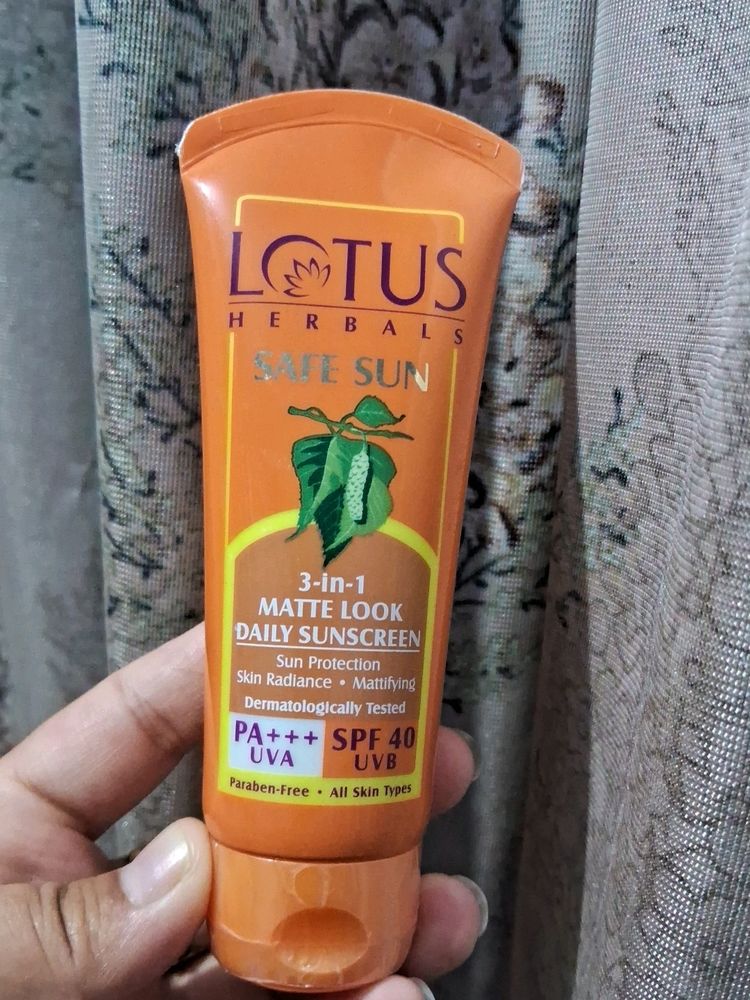 LOTUS
HERBALS
SAFE SUN
3-in-1
MATTE LOOK
DAILY SUNSCREEN
Sun Protection
Skin Radiance • Mattifying
Dermatologically Tested
PA+++ SPF 40
UVA UVB
Paraben-Free • All Skin Types